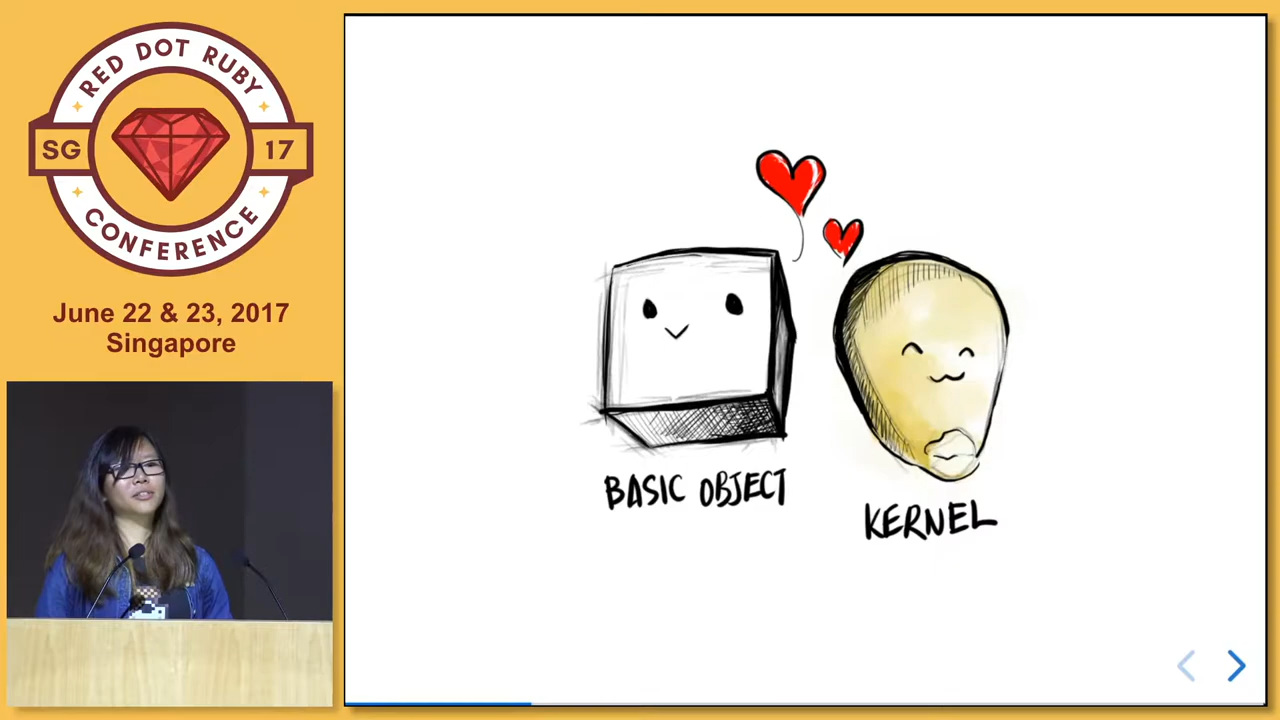 RED DOT RUBY
SG
17
CONFERENCE
June 22 & 23, 2017
Singapore
BASIC OBJECT
KERNEL